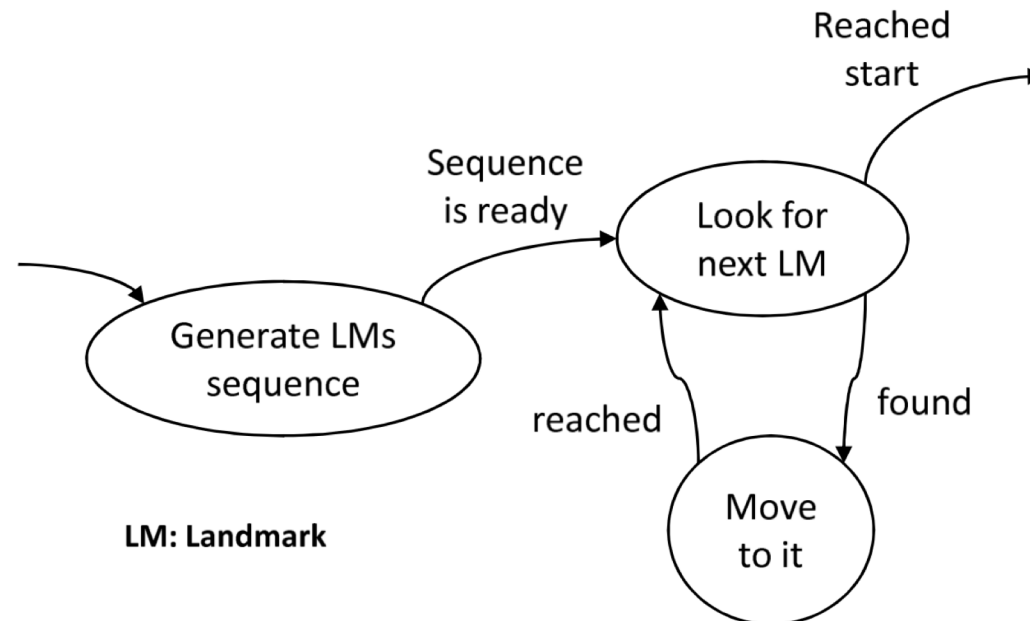 Reached
start
Sequence
is ready
Look for
next LM
Generate LMs
sequence
reached
found
Move
to it
LM: Landmark